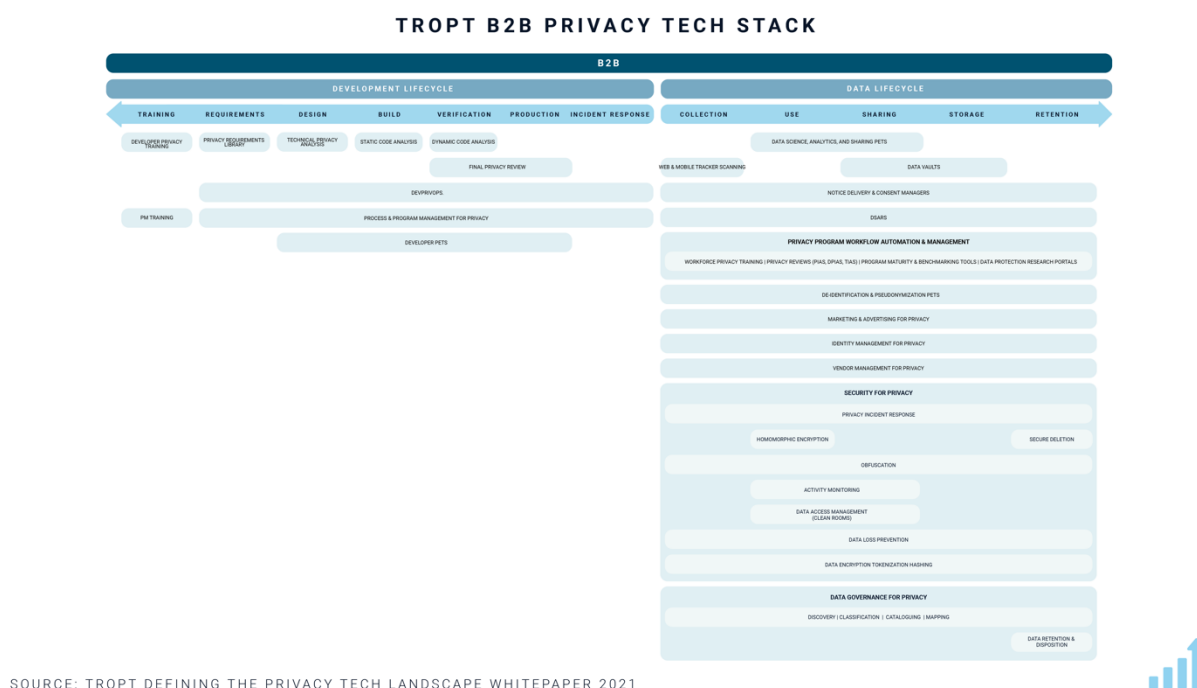 TROPT B2B PRIVACY TECH STACK
B2B
DEVELOPMENT LIFECYCLE
DATA LIFECYCLE
TRAINING
REQUIREMENTS
DESIGN
BUILD
VERIFICATION
PRODUCTION
INCIDENT RESPONSE
COLLECTION
USE
SHARING
STORAGE
RETENTION
DEVELOPER PRIVACY
TRAINING
PRIVACY REQUIREMENTS
LIBRARY
TECHNICAL PRIVACY
ANALYSIS
STATIC CODE ANALYSIS
DYNAMIC CODE ANALYSIS
DATA SCIENCE, ANALYTIC, AND SHARING PETS
FINAL PRIVACY REVIEW
WEB & MOBILE TRACKER SCANNING
DATA VAULTS
DEVPRIVOPS.
NOTICE DELIVERY & CONSENT MANAGERS
PM TRAINING
PROCESS & PROGRAM MANAGEMENT FOR PRIVACY
DSARS
DEVELOPER PETS
PRIVACY PROGRAM WORKFLOW AUTOMATION & MANAGEMENT
WORKFORCE PRIVACY TRAINING | PRIVACY REVIEWS (PIAS, DPIAS, TIAS) | PROGRAM MATURITY & BENCHMARKING TOOLS | DATA PROTECTION RESEARCH PORTALS
DE-IDENTIFICATION & PSEUDONYMIZATION PETS
MARKETING & ADVERTISING FOR PRIVACY
IDENTITY MANAGEMENT FOR PRIVACY
VENDOR MANAGEMENT FOR PRIVACY
SECURITY FOR PRIVACY
PRIVACY INCIDENT RESPONSE
HOMOMORPHIC ENCRYPTION
SECURE DELETION
OBFUSCATION
ACTIVITY MONITORING
DATA ACCESS MANAGEMENT
(CLEAN ROOMS)
DATA LOSS PREVENTION
DATA ENCRYPTION TOKENIZATION HASHING
DATA GOVERNANCE FOR PRIVACY
DISCOVERY | CLASSIFICATION | CATALOGUING | MAPPING
DATA RETENTION &
DISPOSITION
SOURCE: TROPT DEFINING THE PRIVACY TECH LANDSCAPE WHITEPAPER 2021